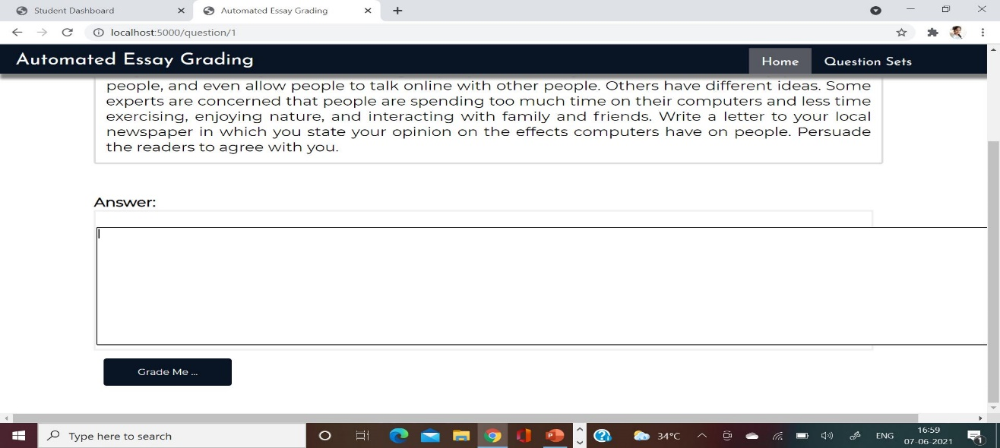 Student Dashboard
Automated Essay Grading
localhost:5000/question/1
Automated Essay Grading
Home
Question Sets
people, and even allow people to talk online with other people. Others have different ideas. Some
experts are concerned that people are spending too much time on their computers and less time
exercising, enjoying nature, and interacting with family and friends. Write a letter to your local
newspaper in which you state your opinion on the effects computers have on people. Persuade
the readers to agree with you.
Answer:
Grade Me ...
Type here to search
34°C
ENG
16:59
07-06-2021
1